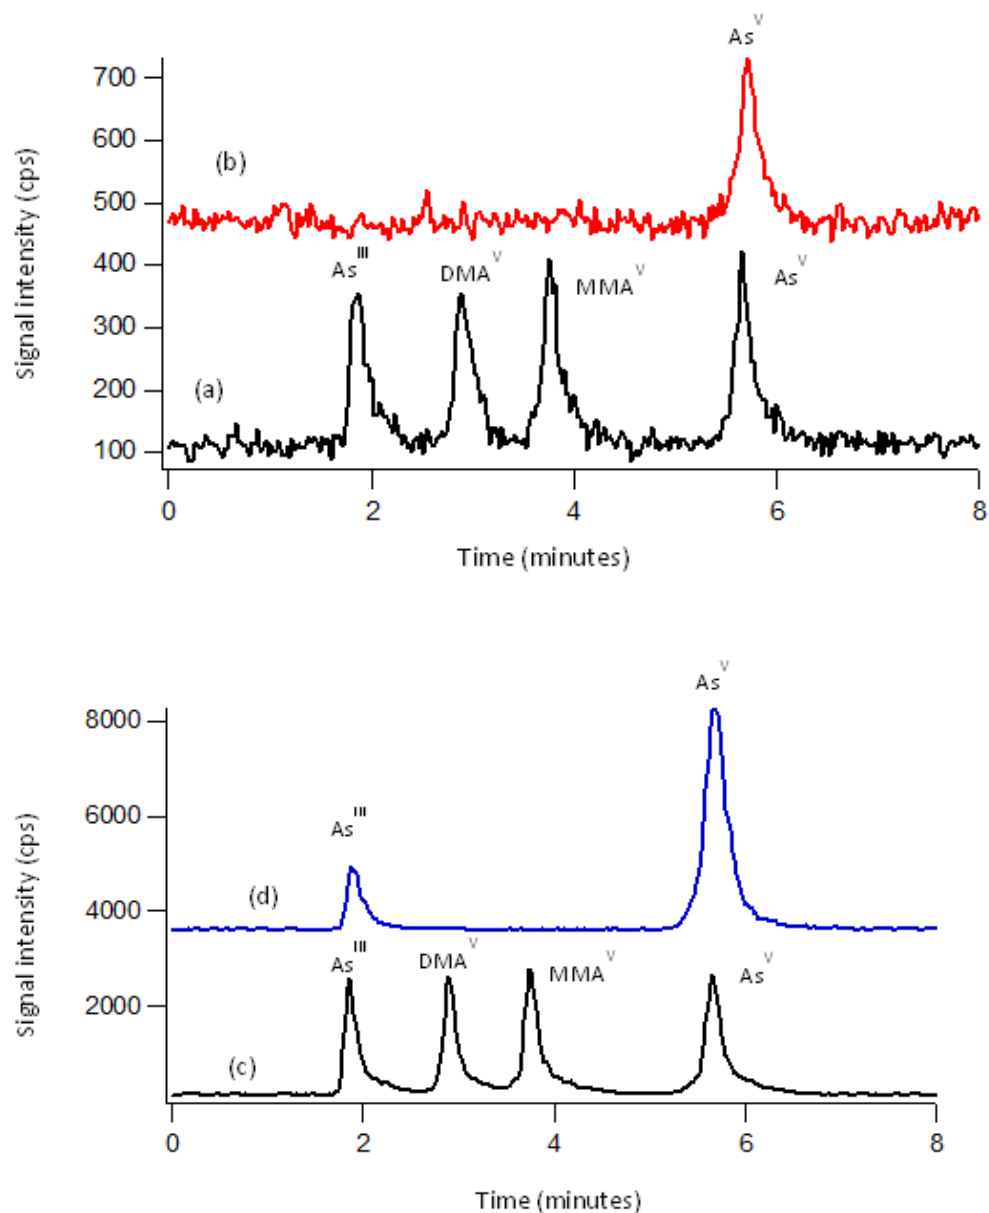 As^V
700
600
(b)
500
400
As^III
DMA^V
MMA^V
As^V
300
200
(a)
100
Signal intensity (cps)
0 2 4 6 8
Time (minutes)
As^V
8000
6000
As^III
(d)
4000
As^III
DMA^V
MMA^V
As^V
2000
(c)
Signal intensity (cps)
0 2 4 6 8
Time (minutes)